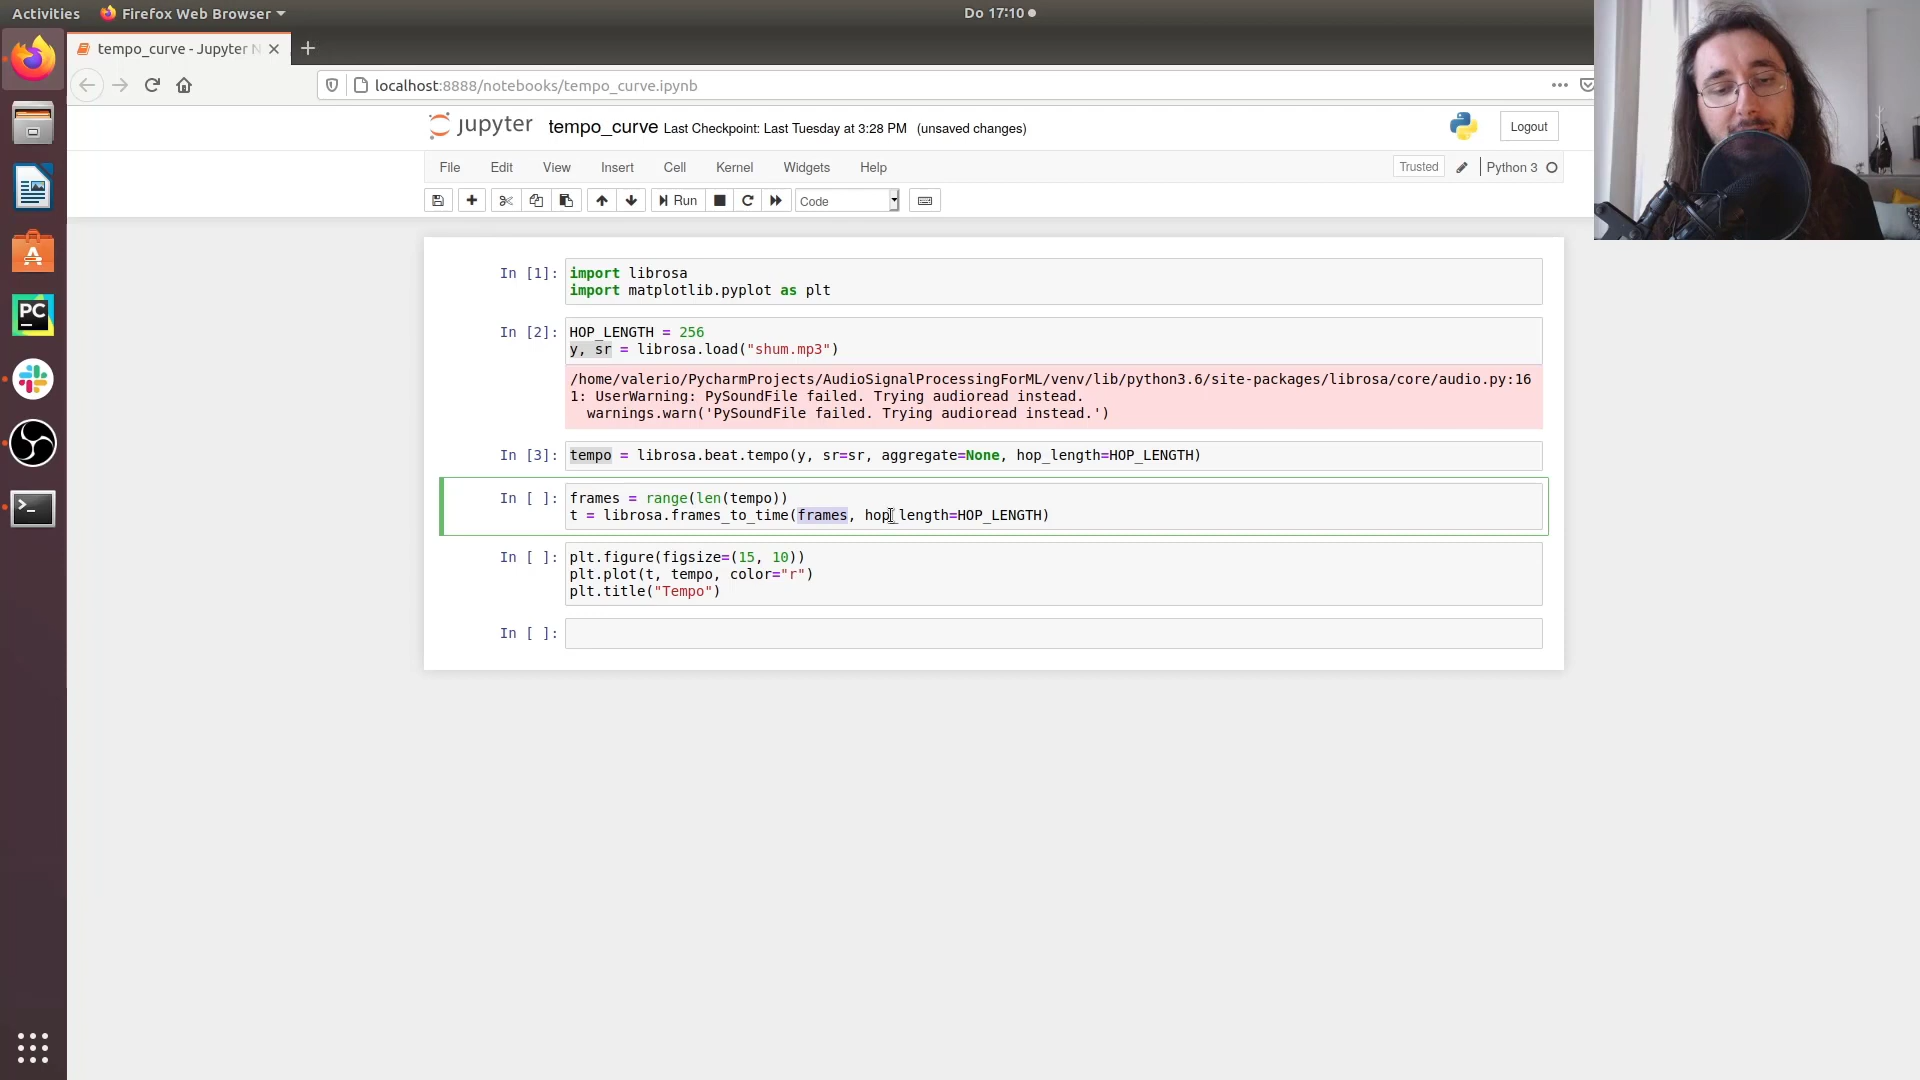 Activities
Firefox Web Browser
Do 17:10
tempo_curve - Jupyter N
localhost:8888/notebooks/tempo_curve.ipynb
jupyter
tempo_curve Last Checkpoint: Last Tuesday at 3:28 PM (unsaved changes)
Logout
File Edit View Insert Cell Kernel Widgets Help
Trusted
Python 3
Run
Code
In [1]: import librosa
import matplotlib.pyplot as plt
In [2]: HOP_LENGTH = 256
y, sr = librosa.load("shum.mp3")
/home/valerio/PycharmProjects/AudioSignalProcessingForML/venv/lib/python3.6/site-packages/librosa/core/audio.py:16
1: UserWarning: PySoundFile failed. Trying audioread instead.
warnings.warn('PySoundFile failed. Trying audioread instead.')
In [3]: tempo = librosa.beat.tempo(y, sr=sr, aggregate=None, hop_length=HOP_LENGTH)
In [ ]: frames = range(len(tempo))
t = librosa.frames_to_time(frames, hop_length=HOP_LENGTH)
In [ ]: plt.figure(figsize=(15, 10))
plt.plot(t, tempo, color="r")
plt.title("Tempo")
In [ ]:
PC